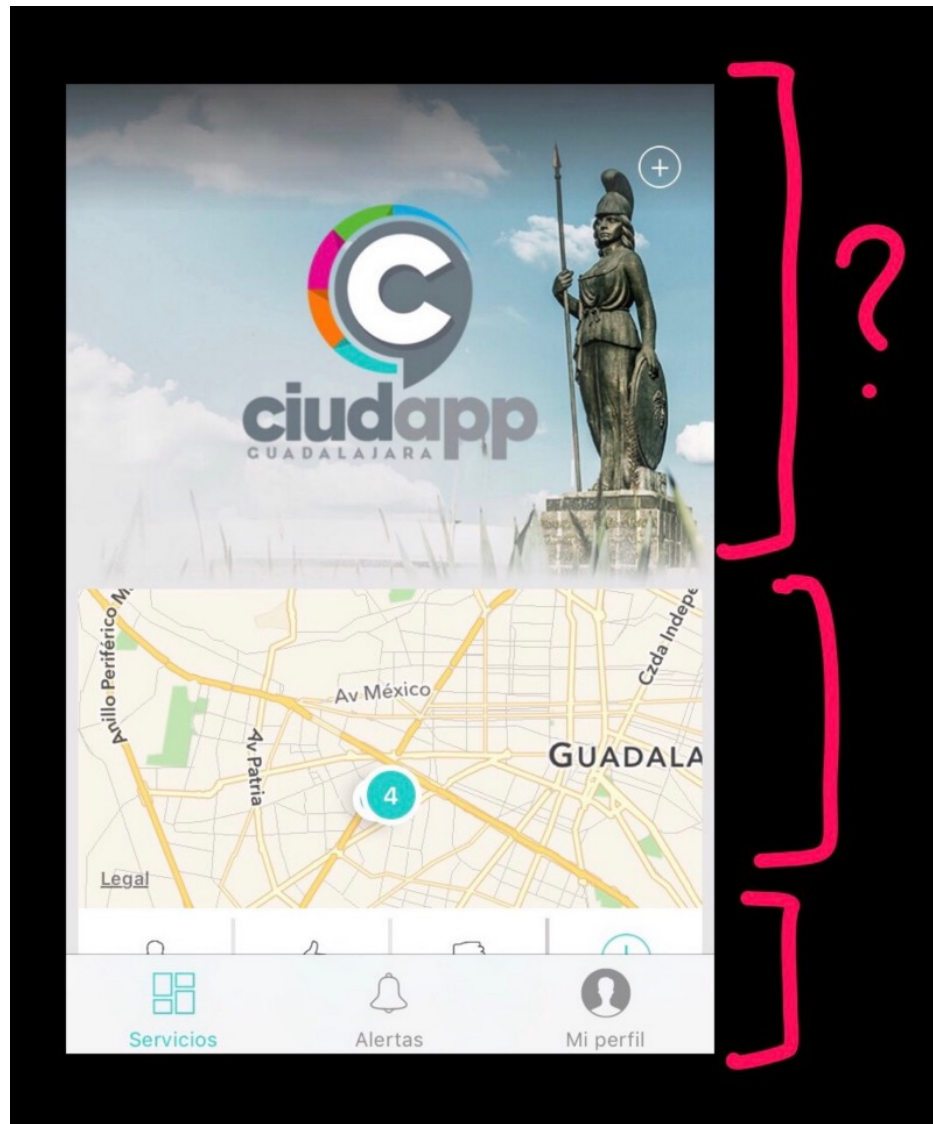 C
ciudapp
GUADALAJARA
Anillo Periférico M
Av México
Czda Indepe
Av Patria
GUADALA
4
Legal
Servicios
Alertas
Mi perfil
?